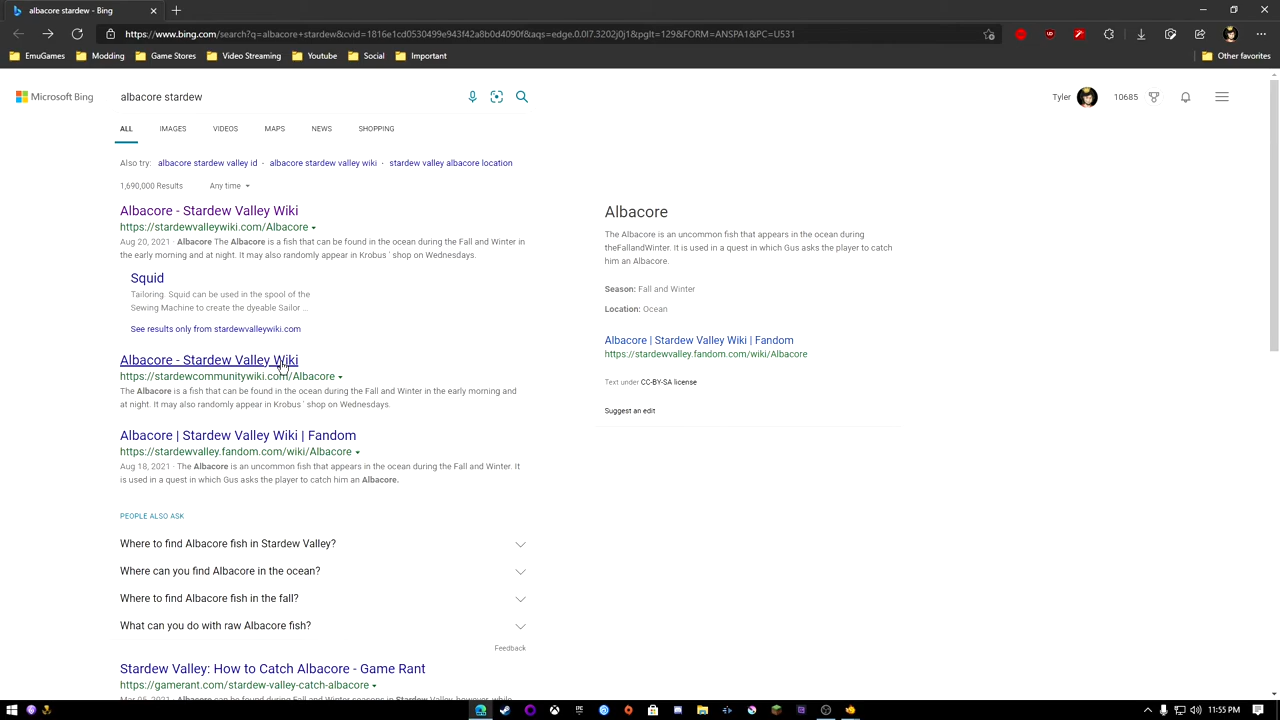 https://www.bing.com/search?q=albacore+stardew&cvid=1816e1cd0530499e943f42a8b0d4090f&aqs=edge.0.0l7.3202j0j1&pglt=129&FORM=ANSPA1&PC=U531
EmuGames Modding Game Stores Video Social Important Other favorites
Microsoft Bing albacore stardew Tyler 10685
ALL IMAGES VIDEOS MAPS NEWS SHOPPING
Also try: albacore stardew valley id · albacore stardew valley wiki · stardew valley albacore location
1,690,000 Results Any time
Albacore - Stardew Valley Wiki
https://stardewvalleywiki.com/Albacore
Aug 20, 2021 · Albacore The Albacore is a fish that can be found in the ocean during the Fall and Winter in
the early morning and at night. It may also randomly appear in Krobus ' shop on Wednesdays.
Squid
Tailoring. Squid can be used in the spool of the
Sewing Machine to create the dyeable Sailor ...
See results only from stardewvalleywiki.com
Albacore - Stardew Valley Wiki
https://stardewcommunitywiki.com/Albacore
The Albacore is a fish that can be found in the ocean during the Fall and Winter in the early morning and
at night. It may also randomly appear in Krobus ' shop on Wednesdays.
Albacore | Stardew Valley Wiki | Fandom
https://stardewvalley.fandom.com/wiki/Albacore
Aug 18, 2021 · The Albacore is an uncommon fish that appears in the ocean during the Fall and Winter. It
is used in a quest in which Gus asks the player to catch him an Albacore.
PEOPLE ALSO ASK
Where to find Albacore fish in Stardew Valley?
Where can you find Albacore in the ocean?
Where to find Albacore fish in the fall?
What can you do with raw Albacore fish?
Feedback
Stardew Valley: How to Catch Albacore - Game Rant
https://gamerant.com/stardew-valley-catch-albacore
Albacore
The Albacore is an uncommon fish that appears in the ocean during
theFallandWinter. It is used in a quest in which Gus asks the player to catch
him an Albacore.
Season: Fall and Winter
Location: Ocean
Albacore | Stardew Valley Wiki | Fandom
https://stardewvalley.fandom.com/wiki/Albacore
Text under CC-BY-SA license
Suggest an edit
11:55 PM